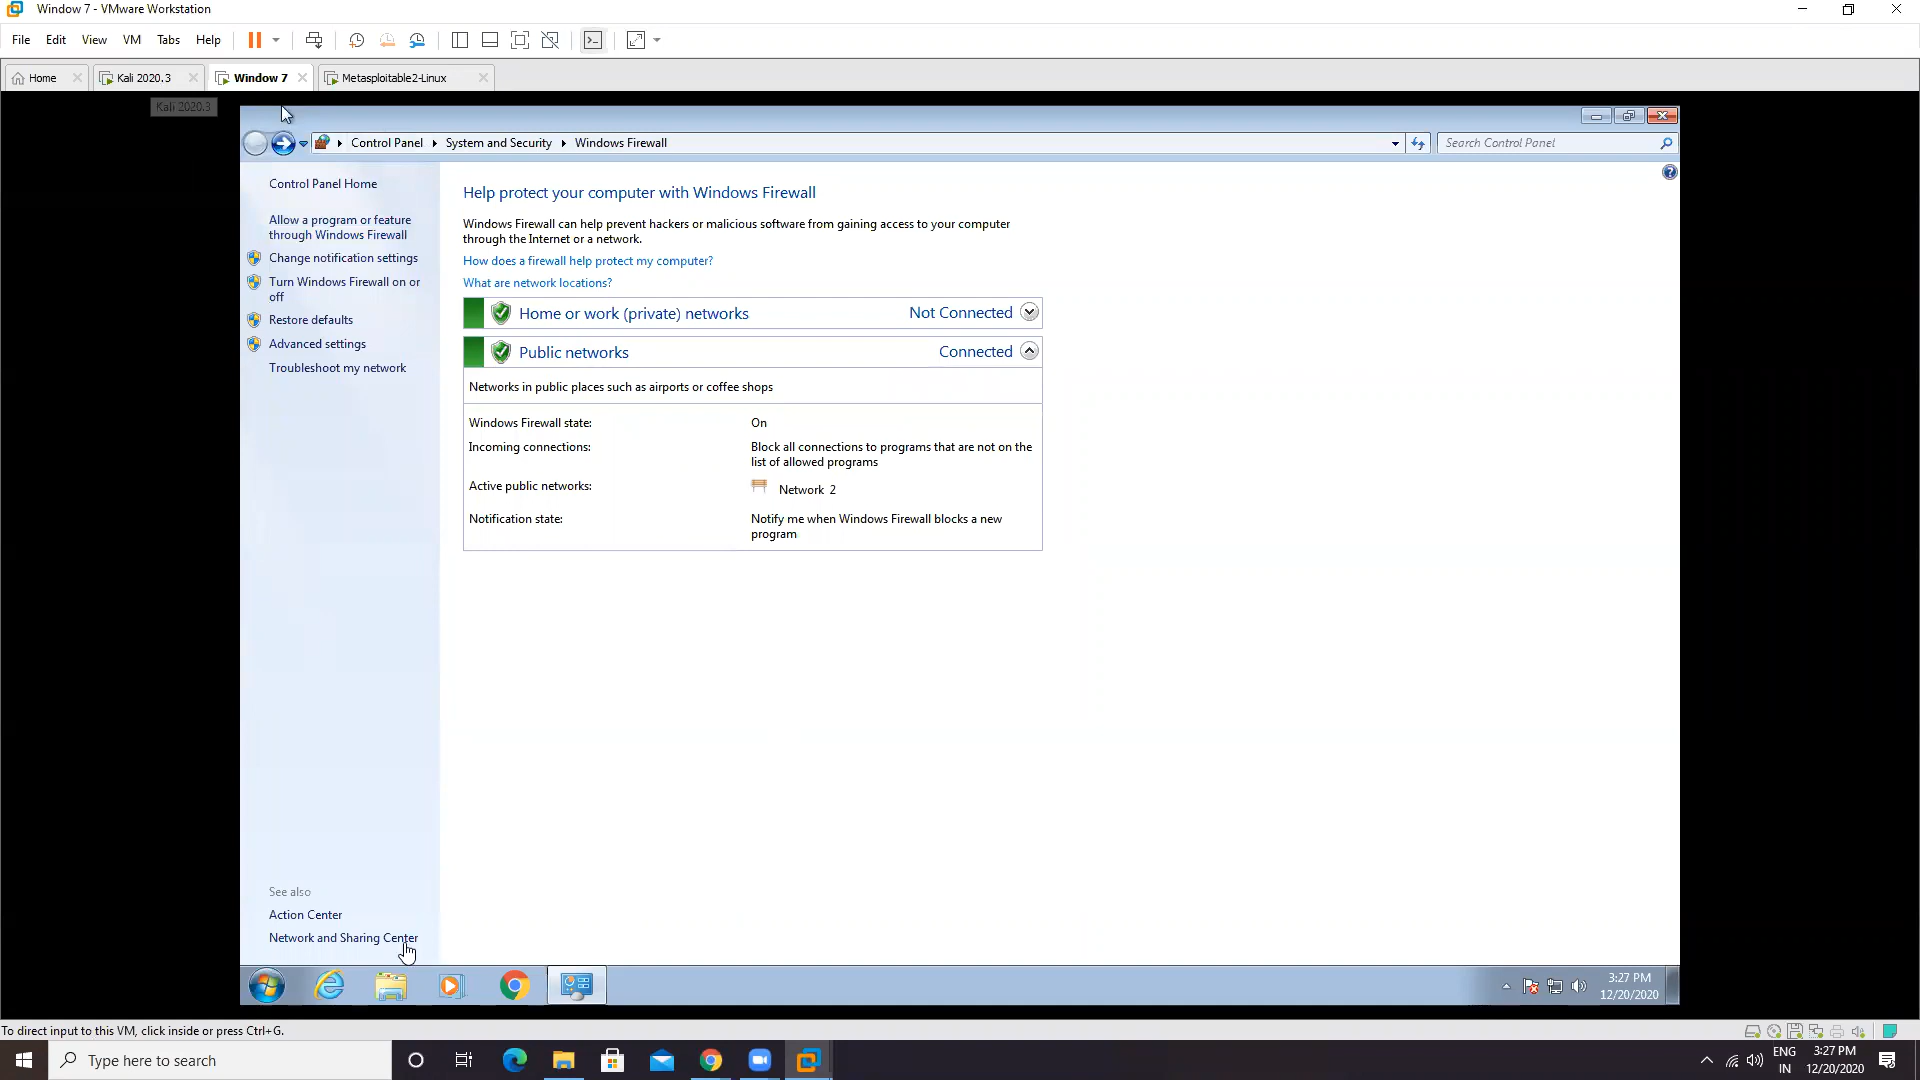 Window 7 - VMware Workstation
File Edit View VM Tabs Help
Home Kali 2020.3 Window 7 Metasploitable2-Linux
Kali 2020.3
Control Panel System and Security Windows Firewall Search Control Panel
Control Panel Home
Allow a program or feature
through Windows Firewall
Change notification settings
Turn Windows Firewall on or
off
Restore defaults
Advanced settings
Troubleshoot my network
See also
Action Center
Network and Sharing Center
Help protect your computer with Windows Firewall
Windows Firewall can help prevent hackers or malicious software from gaining access to your computer
through the Internet or a network.
How does a firewall help protect my computer?
What are network locations?
Home or work (private) networks Not Connected
Public networks Connected
Networks in public places such as airports or coffee shops
Windows Firewall state: On
Incoming connections: Block all connections to programs that are not on the
list of allowed programs
Active public networks: Network 2
Notification state: Notify me when Windows Firewall blocks a new
program
3:27 PM
12/20/2020
To direct input to this VM, click inside or press Ctrl+G.
Type here to search
ENG
IN
3:27 PM
12/20/2020